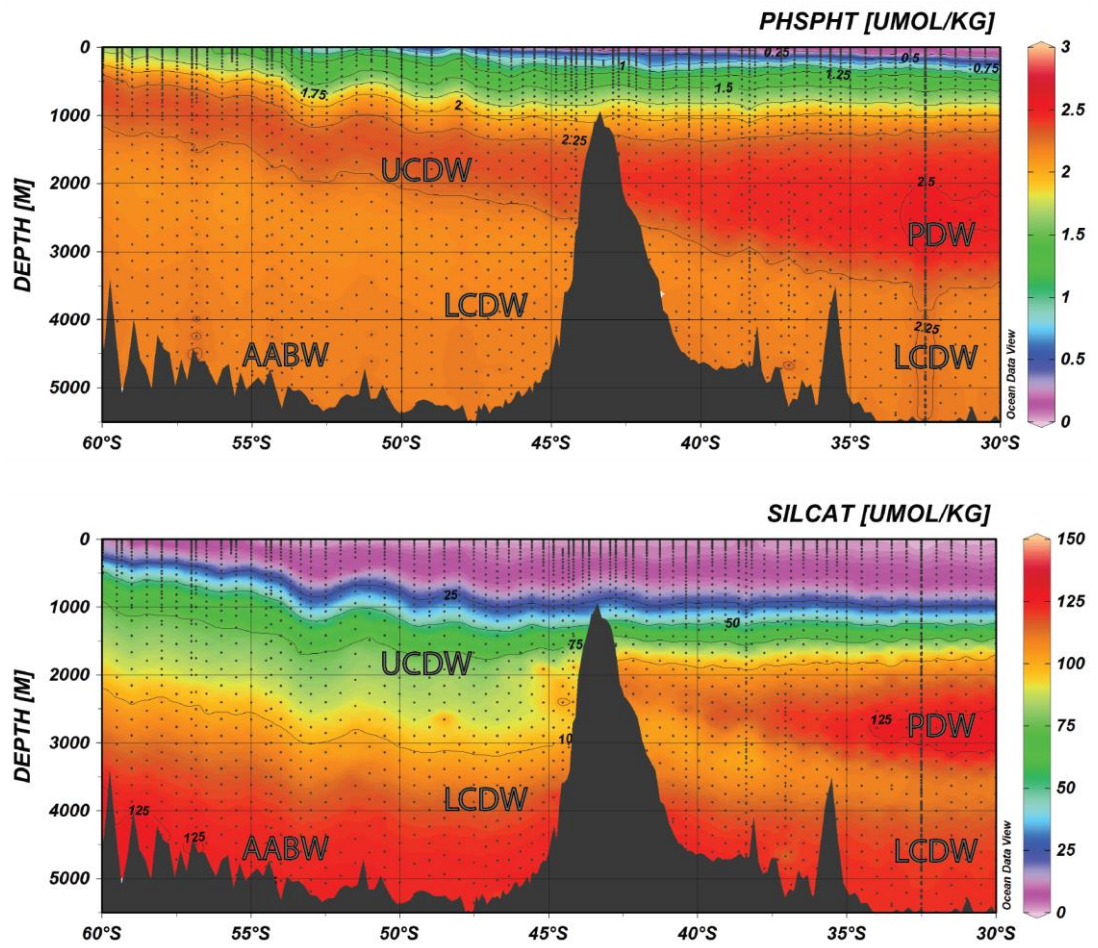 PHSPHT [UMOL/KG]
0 0.25 0.5 3
1 0.75
1.25
1.75 1.5 2.5
1000 2
2.25
UCDW 2
2000 2.5
DEPTH [M] PDW
3000 1.5
LCDW
4000 1
2.25
AABW LCDW 0.5
5000
Ocean Data View
0
60°S 55°S 50°S 45°S 40°S 35°S 30°S
SILCAT [UMOL/KG]
0 150
25
1000 125
50
75
UCDW 100
2000
125 PDW
DEPTH [M] 10 75
3000
LCDW
4000 125 50
125
AABW LCDW 25
5000
Ocean Data View
0
60°S 55°S 50°S 45°S 40°S 35°S 30°S